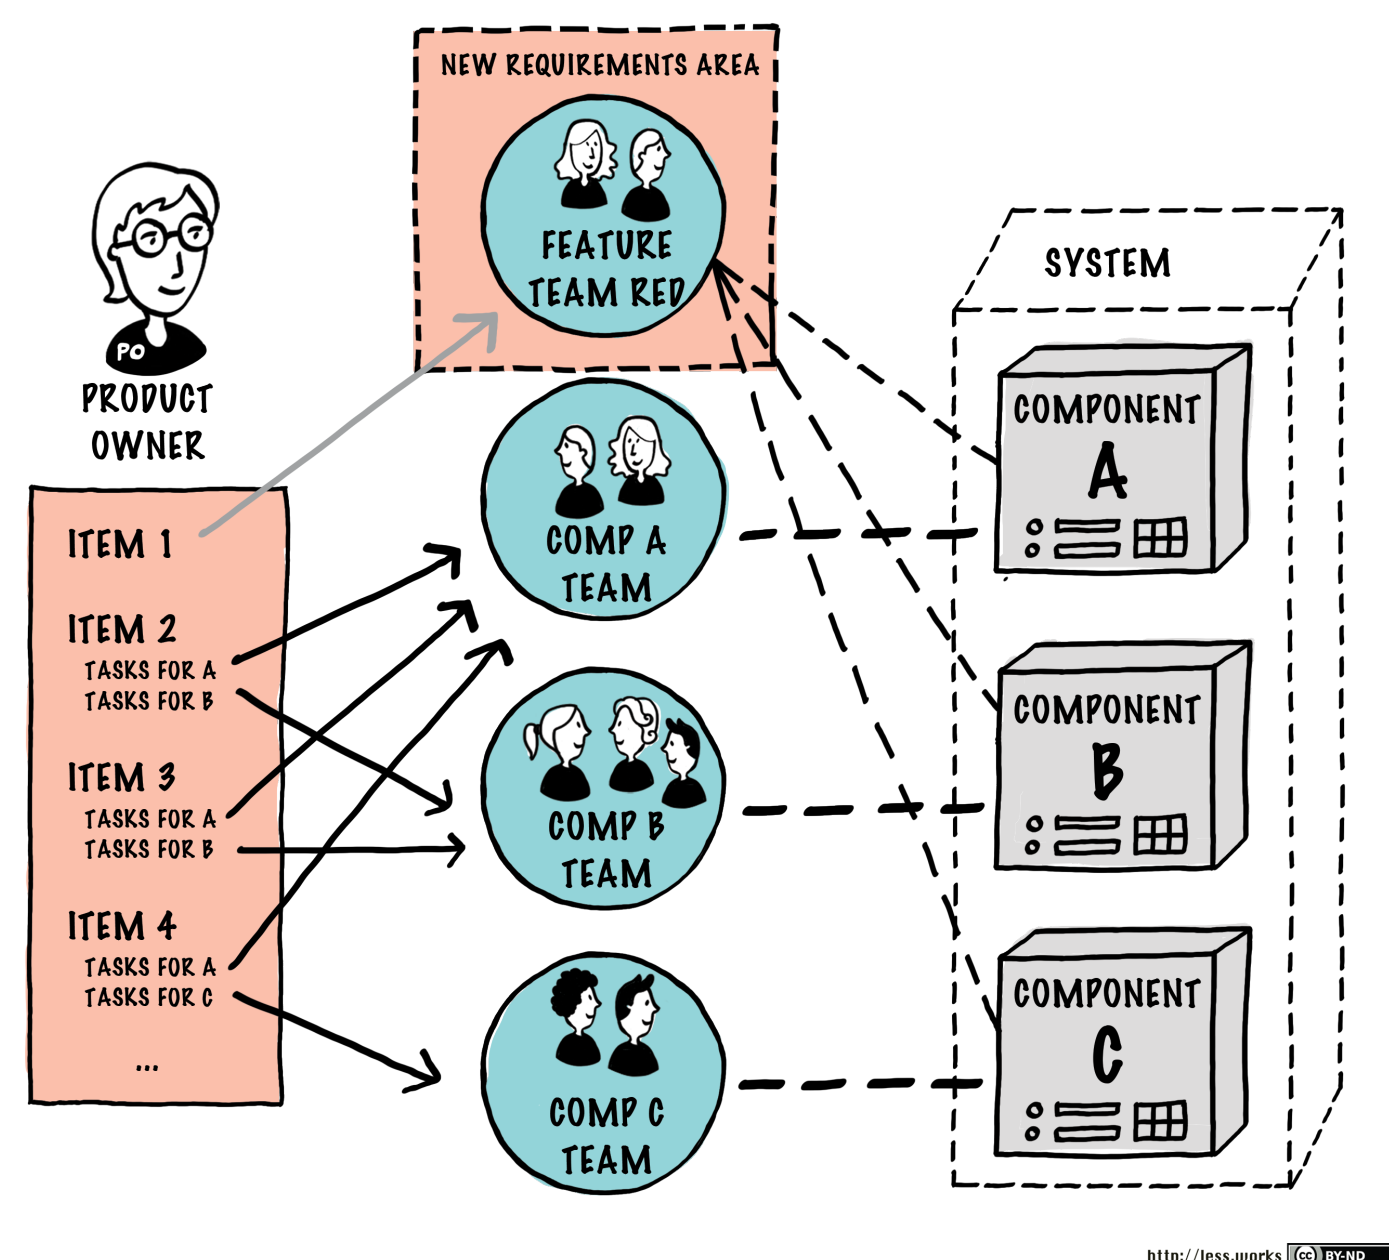 NEW REQUIREMENTS AREA
FEATURE
TEAM RED
PO
PRODUCT
OWNER
ITEM 1
ITEM 2
TASKS FOR A
TASKS FOR B
ITEM 3
TASKS FOR A
TASKS FOR B
ITEM 4
TASKS FOR A
TASKS FOR C
...
COMP A
TEAM
COMP B
TEAM
COMP C
TEAM
SYSTEM
COMPONENT
A
COMPONENT
B
COMPONENT
C
http://less.works
cc BY-ND